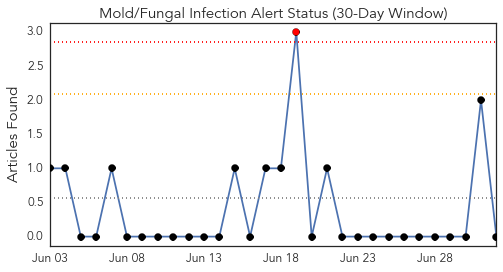 Mold/Fungal Infection Alert Status (30-Day Window)
Articles Found
3.0
2.5
2.0
1.5
1.0
0.5
0.0
Jun 03 Jun 08 Jun 13 Jun 18 Jun 23 Jun 28